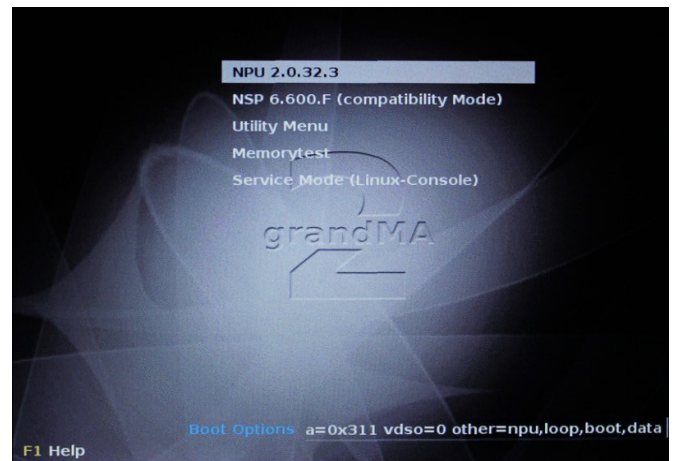 NPU 2.0.32.3
NSP 6.600.F (compatibility Mode)
Utility Menu
Memorytest
Service Mode (Linux-Console)
grandMA
2
Boot Options a=0x311 vdso=0 other=npu,loop,boot,data
F1 Help